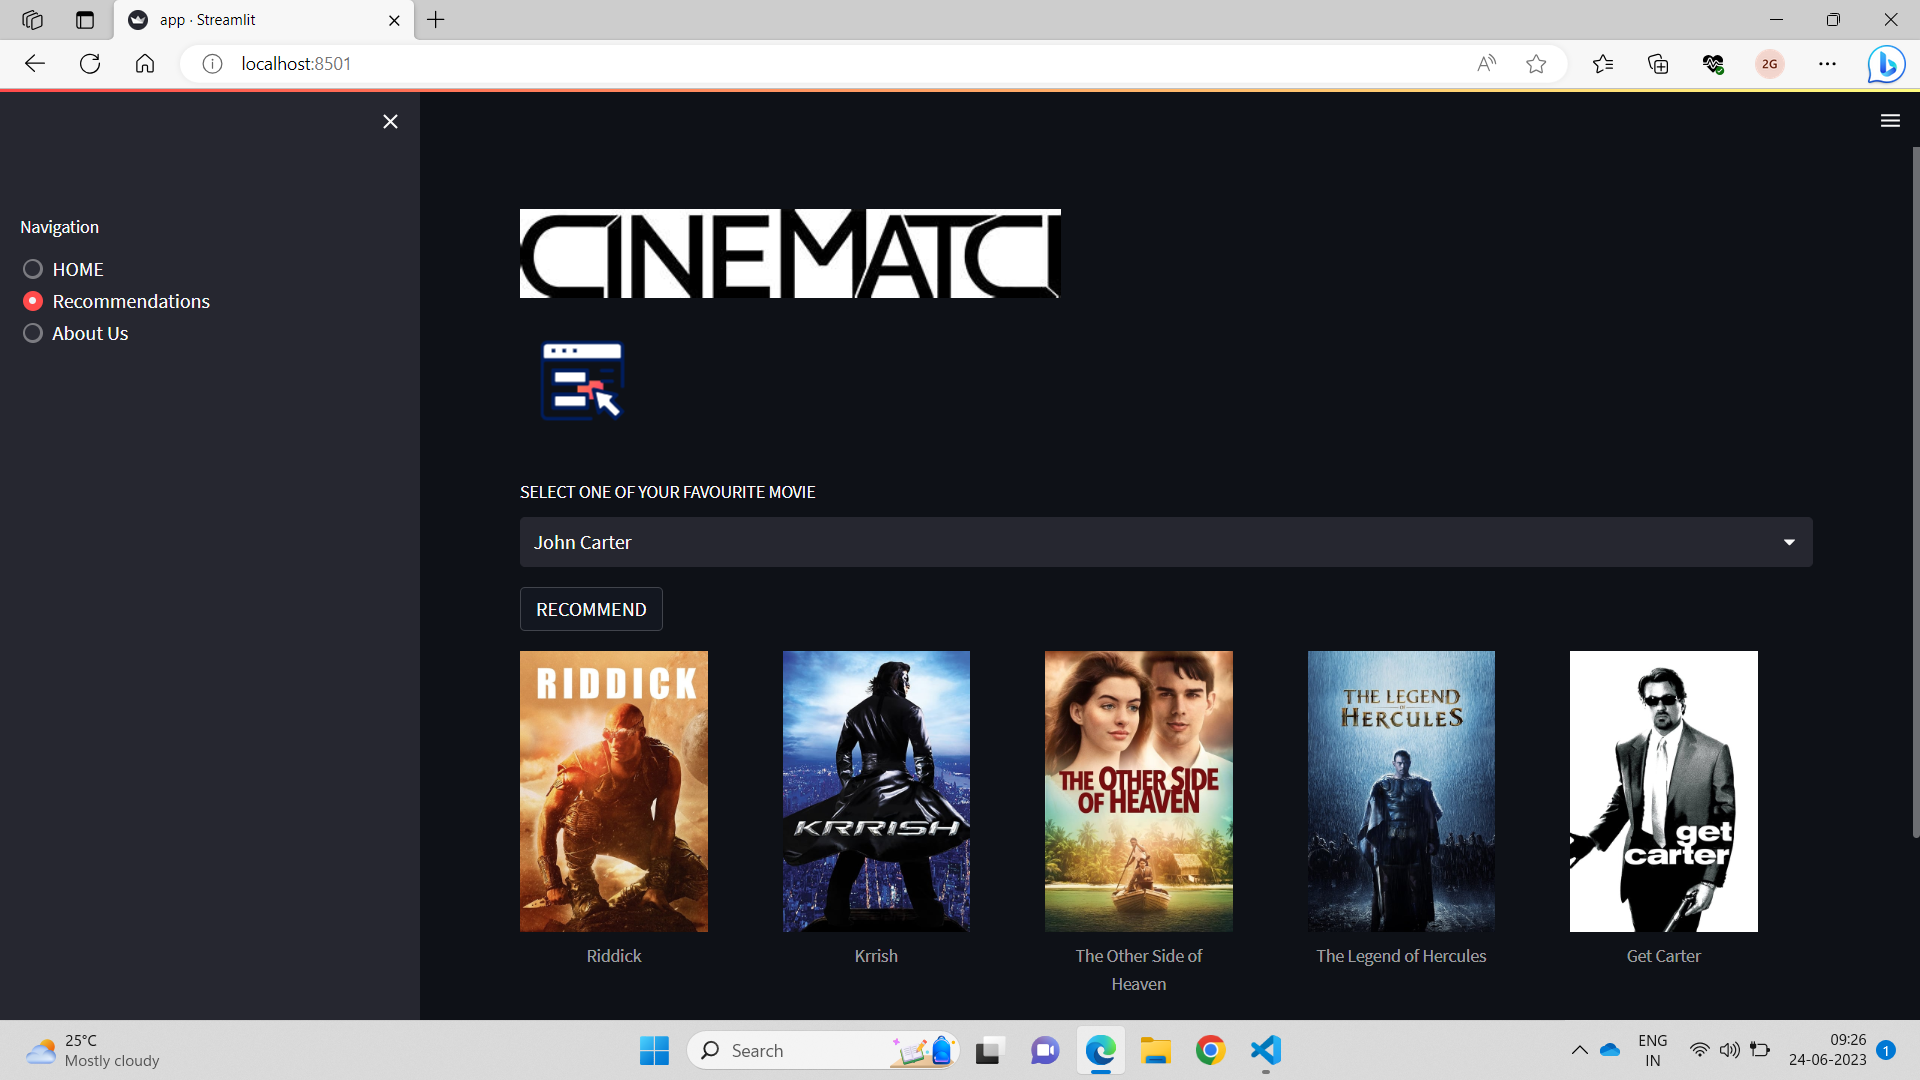 app · Streamlit
localhost:8501
2G
Navigation
HOME
Recommendations
About Us
CINEMATCI
SELECT ONE OF YOUR FAVOURITE MOVIE
John Carter
RECOMMEND
RIDDICK
KRRISH
THE OTHER SIDE
OF HEAVEN
THE LEGEND
OF
HERCULES
get
carter
Riddick
Krrish
The Other Side of
Heaven
The Legend of Hercules
Get Carter
25°C
Mostly cloudy
Search
ENG
IN
09:26
24-06-2023
1